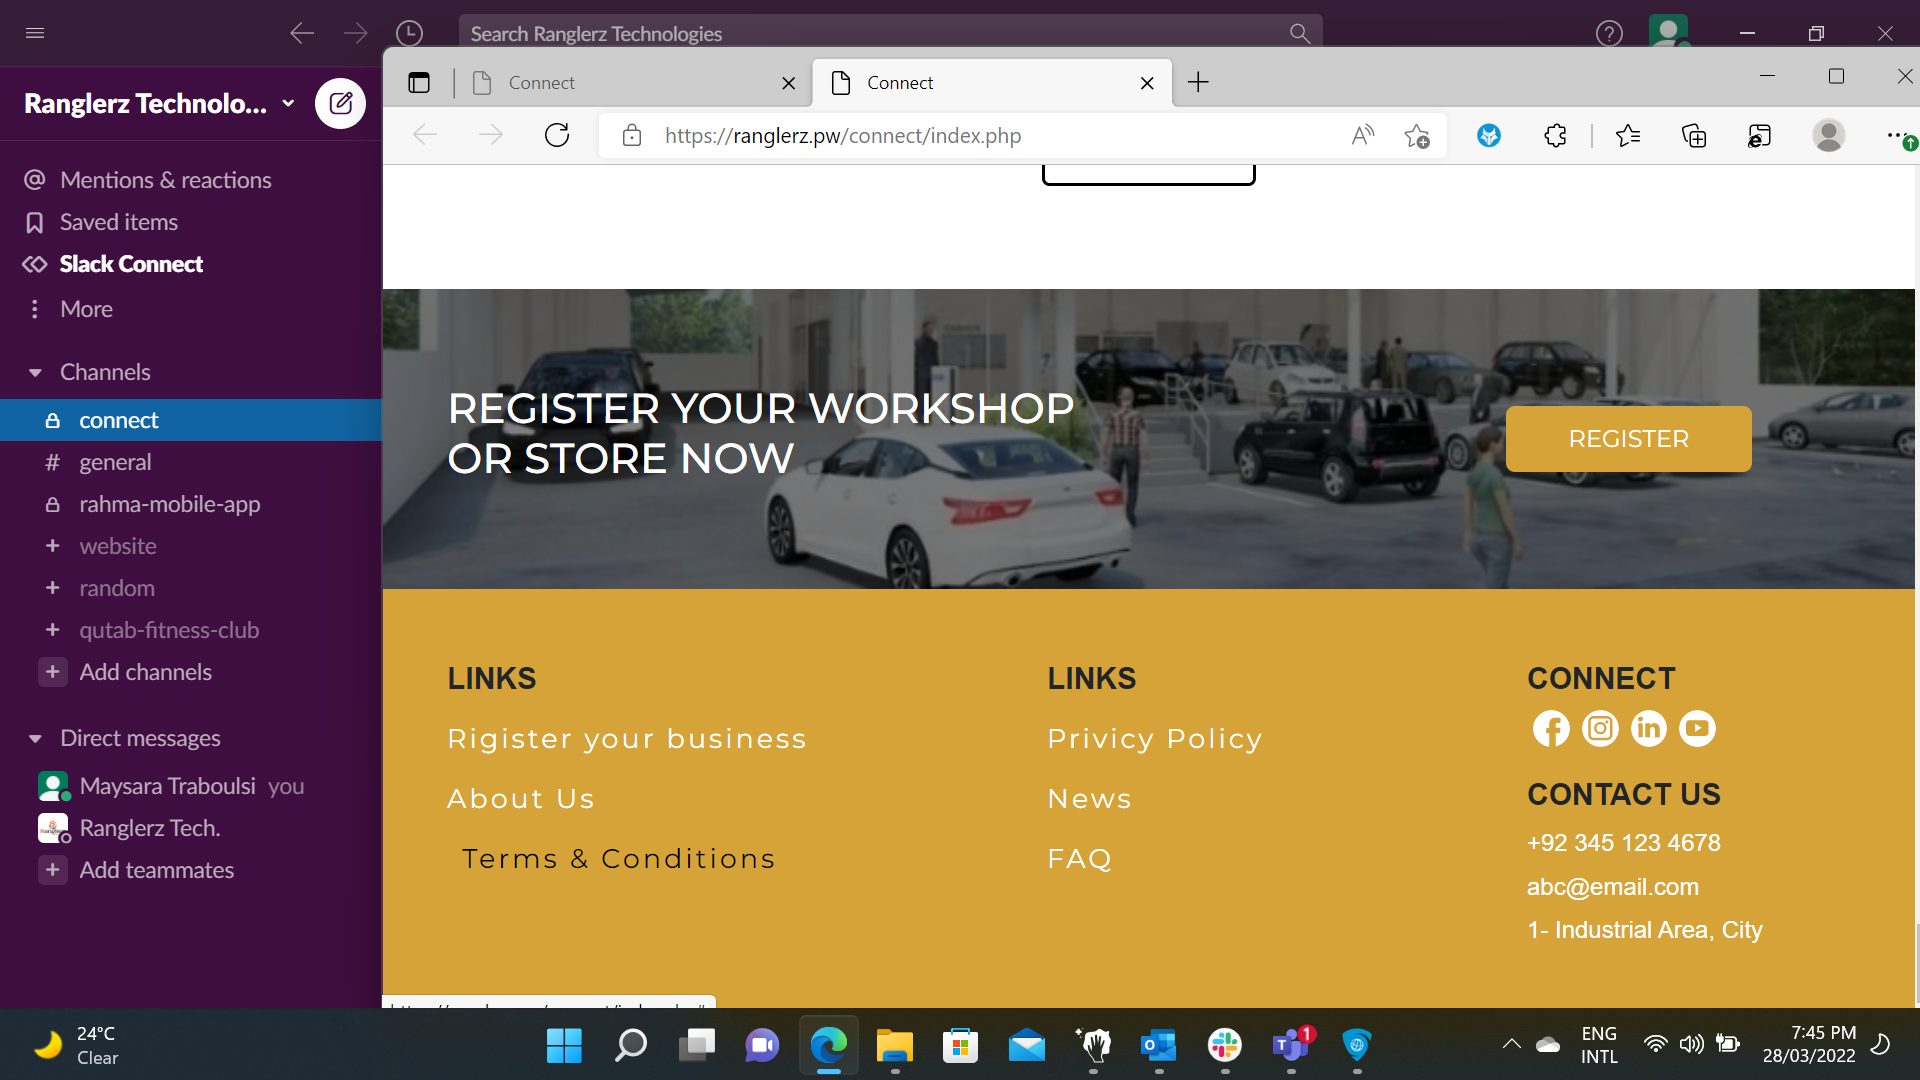 Search Ranglerz Technologies
Connect
Connect
Ranglerz Technolo...
https://ranglerz.pw/connect/index.php
Mentions & reactions
Saved items
Slack Connect
More
Channels
connect
general
rahma-mobile-app
website
random
qutab-fitness-club
Add channels
Direct messages
Maysara Traboulsi you
Ranglerz Tech.
Add teammates
REGISTER YOUR WORKSHOP
OR STORE NOW
REGISTER
LINKS
Rigister your business
About Us
Terms & Conditions
LINKS
Privicy Policy
News
FAQ
CONNECT
CONTACT US
+92 345 123 4678
abc@email.com
1- Industrial Area, City
24°C
Clear
1
ENG
INTL
7:45 PM
28/03/2022